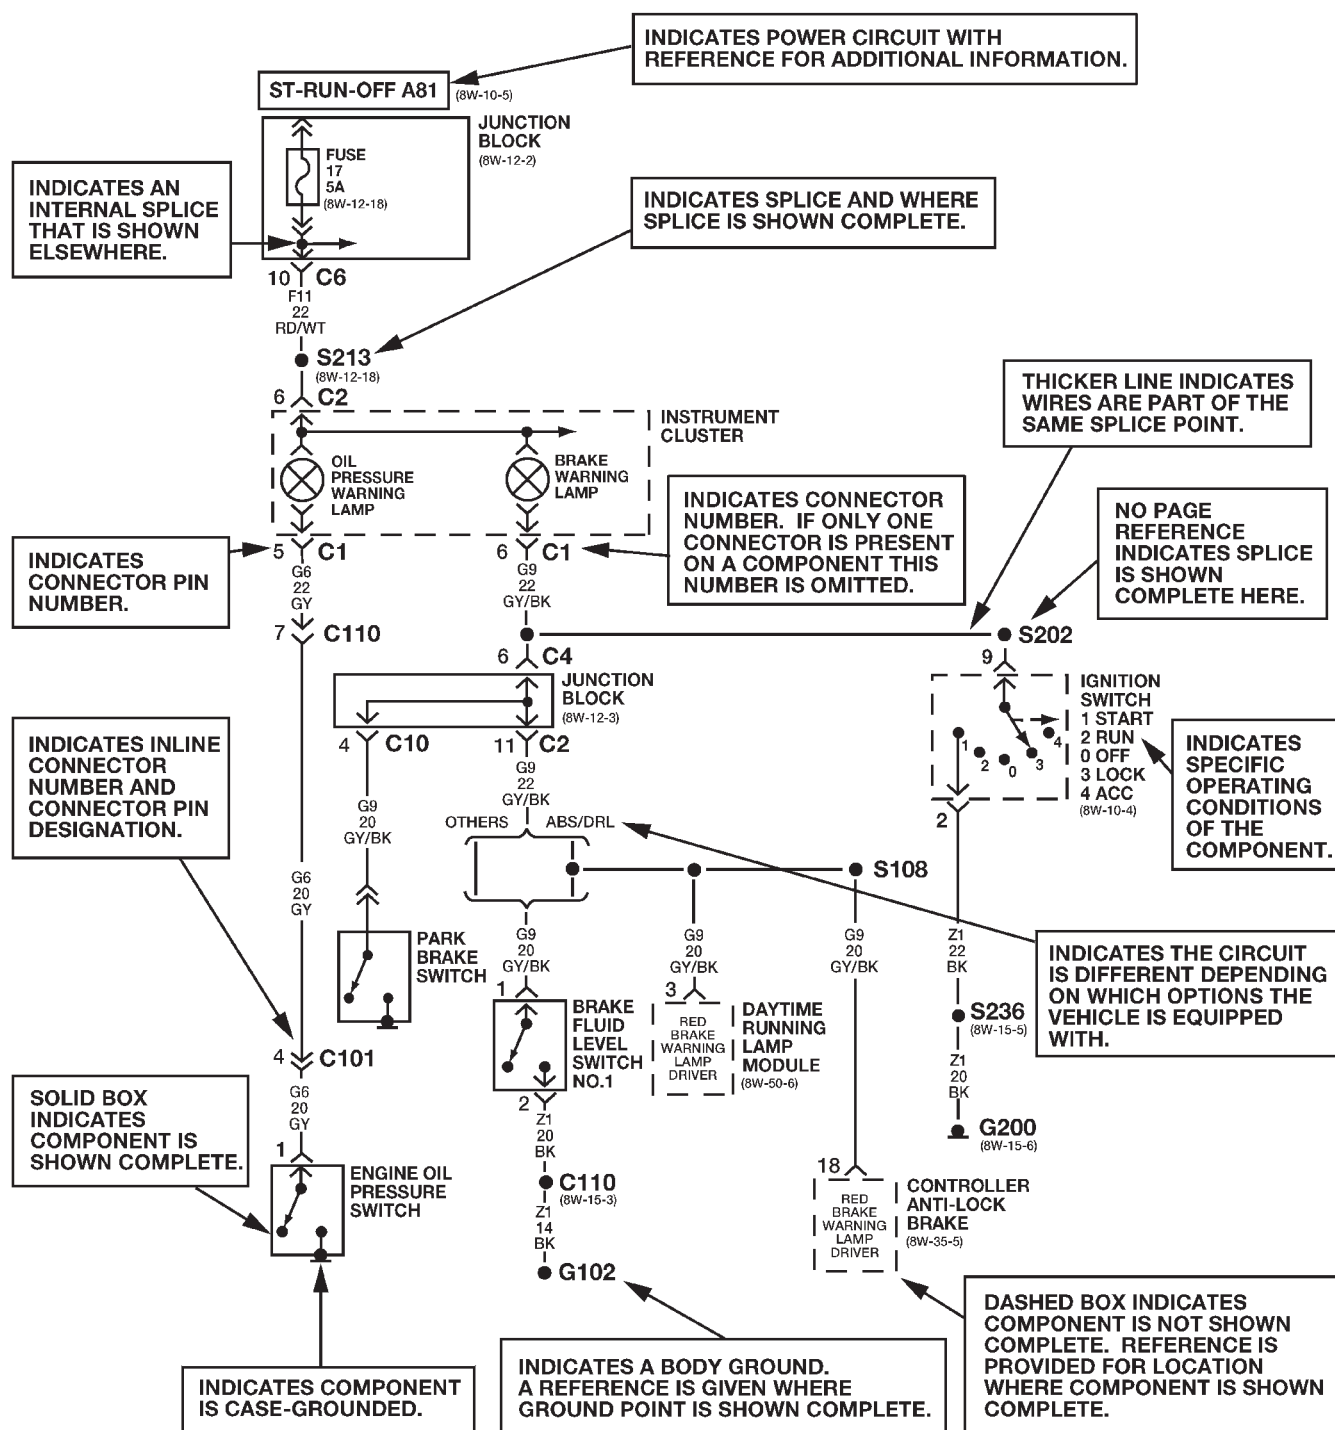 INDICATES POWER CIRCUIT WITH
REFERENCE FOR ADDITIONAL INFORMATION.
ST-RUN-OFF A81
(8W-10-5)
JUNCTION
BLOCK
(8W-12-2)
FUSE
17
5A
(8W-12-18)
INDICATES AN
INTERNAL SPLICE
THAT IS SHOWN
ELSEWHERE.
INDICATES SPLICE AND WHERE
SPLICE IS SHOWN COMPLETE.
10 C6
F11
22
RD/WT
S213
(8W-12-18)
6 C2
THICKER LINE INDICATES
WIRES ARE PART OF THE
SAME SPLICE POINT.
INSTRUMENT
CLUSTER
OIL
PRESSURE
WARNING
LAMP
BRAKE
WARNING
LAMP
INDICATES CONNECTOR
NUMBER. IF ONLY ONE
CONNECTOR IS PRESENT
ON A COMPONENT THIS
NUMBER IS OMITTED.
NO PAGE
REFERENCE
INDICATES SPLICE
IS SHOWN
COMPLETE HERE.
INDICATES
CONNECTOR PIN
NUMBER.
5 C1
G6
22
GY
6 C1
G9
22
GY/BK
7 C110
S202
6 C4
9
JUNCTION
BLOCK
(8W-12-3)
IGNITION
SWITCH
1 START
2 RUN
0 OFF
3 LOCK
4 ACC
(8W-10-4)
1
2
0
3
4
2
INDICATES
SPECIFIC
OPERATING
CONDITIONS
OF THE
COMPONENT.
INDICATES INLINE
CONNECTOR
NUMBER AND
CONNECTOR PIN
DESIGNATION.
4 C10
11 C2
G9
20
GY/BK
G9
22
GY/BK
OTHERS
ABS/DRL
S108
G6
20
GY
PARK
BRAKE
SWITCH
G9
20
GY/BK
G9
20
GY/BK
G9
20
GY/BK
Z1
22
BK
INDICATES THE CIRCUIT
IS DIFFERENT DEPENDING
ON WHICH OPTIONS THE
VEHICLE IS EQUIPPED
WITH.
1
BRAKE
FLUID
LEVEL
SWITCH
NO.1
3
RED
BRAKE
WARNING
LAMP
DRIVER
DAYTIME
RUNNING
LAMP
MODULE
(8W-50-6)
S236
(8W-15-5)
Z1
20
BK
G200
(8W-15-6)
4 C101
G6
20
GY
SOLID BOX
INDICATES
COMPONENT IS
SHOWN COMPLETE.
1
ENGINE OIL
PRESSURE
SWITCH
2
Z1
20
BK
C110
(8W-15-3)
Z1
14
BK
G102
18
RED
BRAKE
WARNING
LAMP
DRIVER
CONTROLLER
ANTI-LOCK
BRAKE
(8W-35-5)
INDICATES COMPONENT
IS CASE-GROUNDED.
INDICATES A BODY GROUND.
A REFERENCE IS GIVEN WHERE
GROUND POINT IS SHOWN COMPLETE.
DASHED BOX INDICATES
COMPONENT IS NOT SHOWN
COMPLETE. REFERENCE IS
PROVIDED FOR LOCATION
WHERE COMPONENT IS SHOWN
COMPLETE.